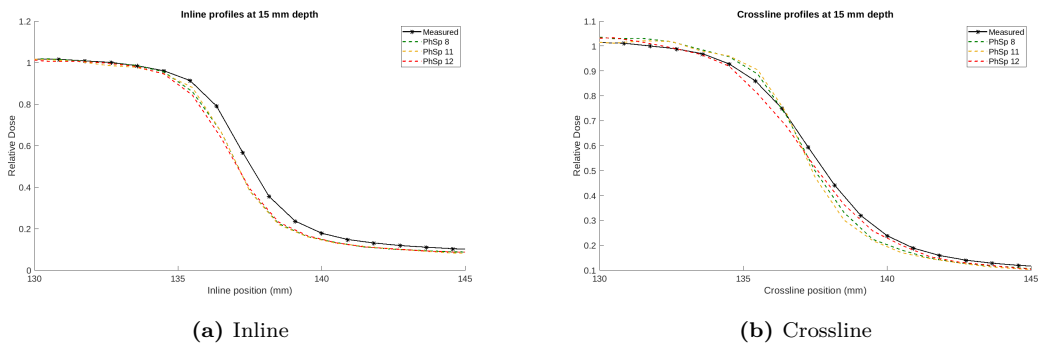 Inline profiles at 15 mm depth
1.2
1
0.8
0.6
0.4
0.2
0
Relative Dose
130
135
140
145
Inline position (mm)
Measured
PhSp 8
PhSp 11
PhSp 12
(a) Inline
Crossline profiles at 15 mm depth
1.1
1
0.9
0.8
0.7
0.6
0.5
0.4
0.3
0.2
0.1
Relative Dose
130
135
140
145
Crossline position (mm)
Measured
PhSp 8
PhSp 11
PhSp 12
(b) Crossline